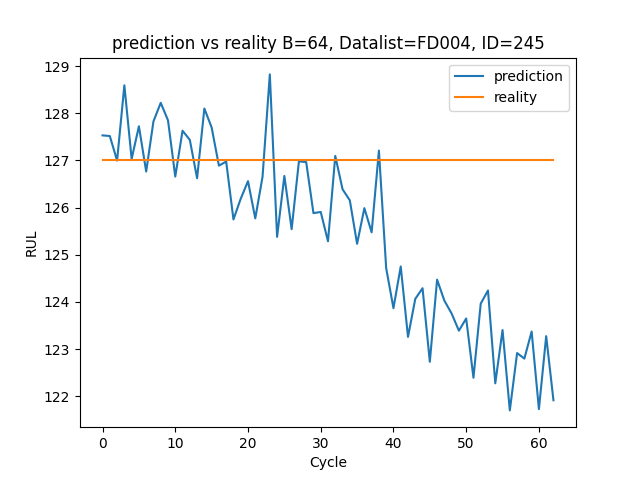 prediction vs reality B=64, Datalist=FD004, ID=245
prediction
reality
129
128
127
126
125
124
123
122
RUL
0 10 20 30 40 50 60
Cycle